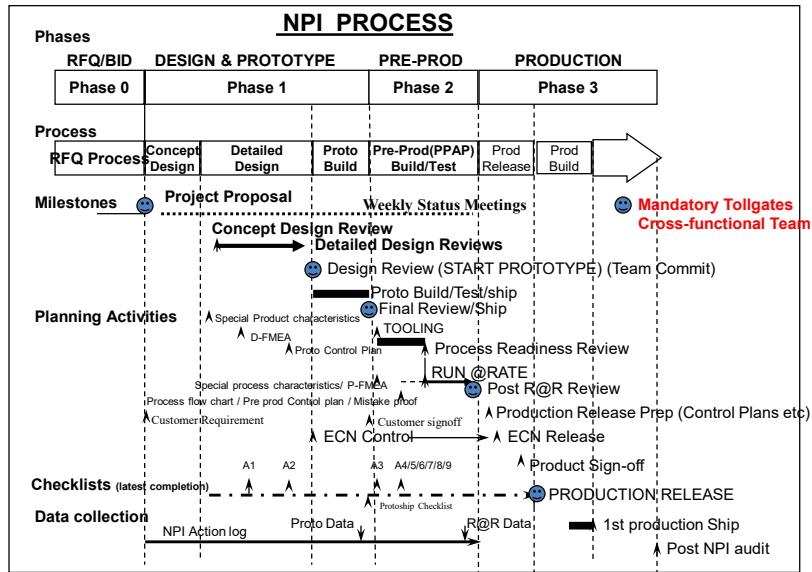 NPI PROCESS
Phases
RFQ/BID DESIGN & PROTOTYPE PRE-PROD PRODUCTION
Phase 0 Phase 1 Phase 2 Phase 3
Process
RFQ Process
Concept Design
Detailed Design
Proto Build
Pre-Prod(PPAP) Build/Test
Prod Release
Prod Build
Milestones
Project Proposal
Weekly Status Meetings
Mandatory Tollgates
Cross-functional Team
Concept Design Review
Detailed Design Reviews
Design Review (START PROTOTYPE) (Team Commit)
Proto Build/Test/ship
Final Review/Ship
Planning Activities
Special Product characteristics
TOOLING
D-FMEA
Proto Control Plan
Process Readiness Review
RUN @RATE
Special process characteristics/ P-FMEA
Post R@R Review
Process flow chart / Pre prod Control plan / Mistake proof
Customer Requirement
Customer signoff
Production Release Prep (Control Plans etc)
ECN Control
ECN Release
A1 A2 A3 A4/5/6/7/8/9
Product Sign-off
Checklists (latest completion)
Protoship Checklist
PRODUCTION RELEASE
Data collection
NPI Action log
Proto Data
R@R Data
1st production Ship
Post NPI audit